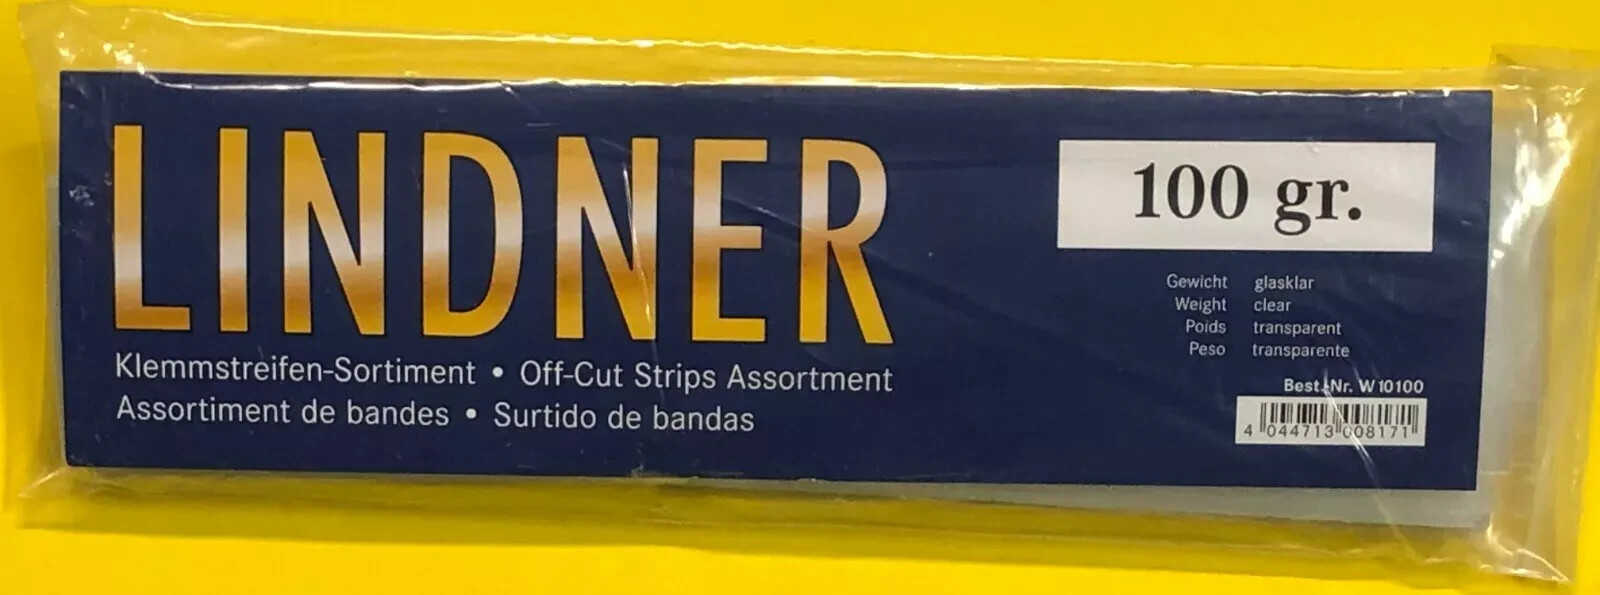 LINDNER
Klemmstreifen-Sortiment • Off-Cut Strips Assortment
Assortiment de bandes • Surtido de bandas
100 gr.
Gewicht glasklar
Weight clear
Poids transparent
Peso transparente
Best.-Nr. W 10100
4 044713 008171